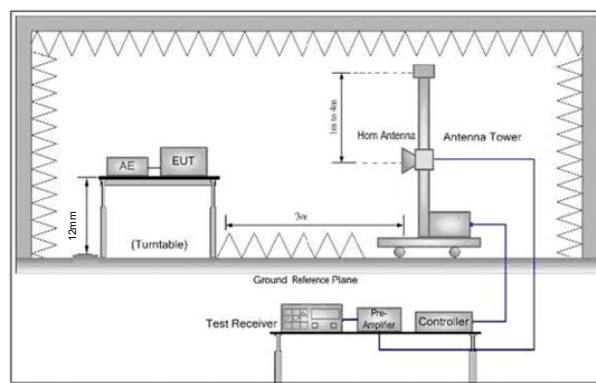 1m to 4m
Horn Antenna
Antenna Tower
AE
EUT
12mm
(Turntable)
3m
Ground Reference Plane
Test Receiver
Pre-
Amplifier
Controller